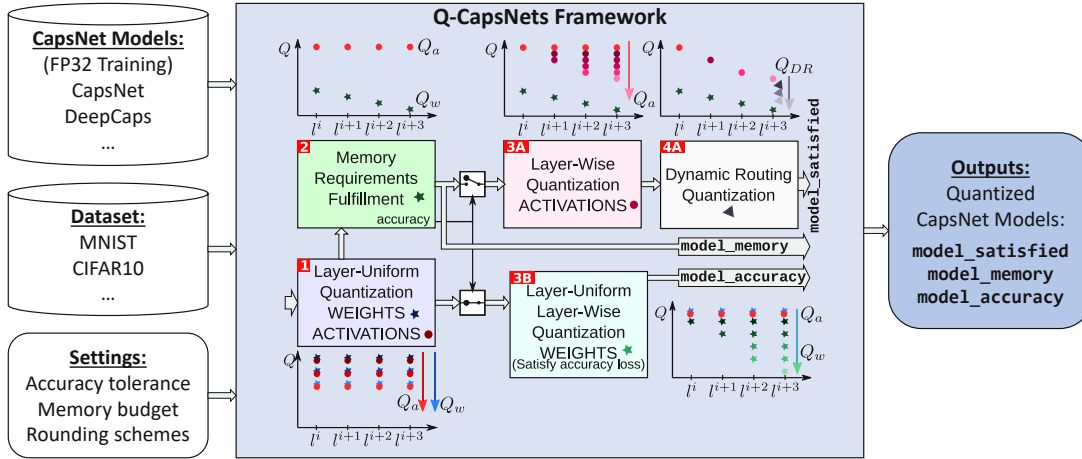 Q-CapsNets Framework
CapsNet Models:
(FP32 Training)
CapsNet
DeepCaps
...
Dataset:
MNIST
CIFAR10
...
Settings:
Accuracy tolerance
Memory budget
Rounding schemes
Q
Q_a
Q_w
l^i l^{i+1} l^{i+2} l^{i+3}
Q
Q_a
l^i l^{i+1} l^{i+2} l^{i+3}
Q
Q_{DR}
l^i l^{i+1} l^{i+2} l^{i+3}
2
Memory
Requirements
Fulfillment
accuracy
3A
Layer-Wise
Quantization
ACTIVATIONS
4A
Dynamic Routing
Quantization
model_satisfied
model_memory
model_accuracy
1
Layer-Uniform
Quantization
WEIGHTS
ACTIVATIONS
3B
Layer-Uniform
Layer-Wise
Quantization
WEIGHTS
(Satisfy accuracy loss)
Q
Q_a Q_w
l^i l^{i+1} l^{i+2} l^{i+3}
Q
Q_a
Q_w
l^i l^{i+1} l^{i+2} l^{i+3}
Outputs:
Quantized
CapsNet Models:
model_satisfied
model_memory
model_accuracy